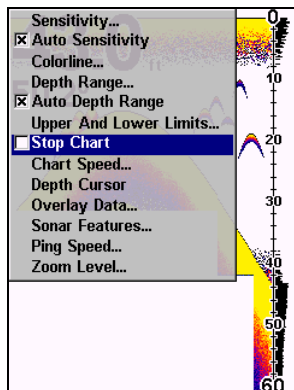 Sensitivity...
Auto Sensitivity
Colorline...
Depth Range...
Auto Depth Range
Upper And Lower Limits...
Stop Chart
Chart Speed...
Depth Cursor
Overlay Data...
Sonar Features...
Ping Speed...
Zoom Level...
0
10
20
30
40
50
60